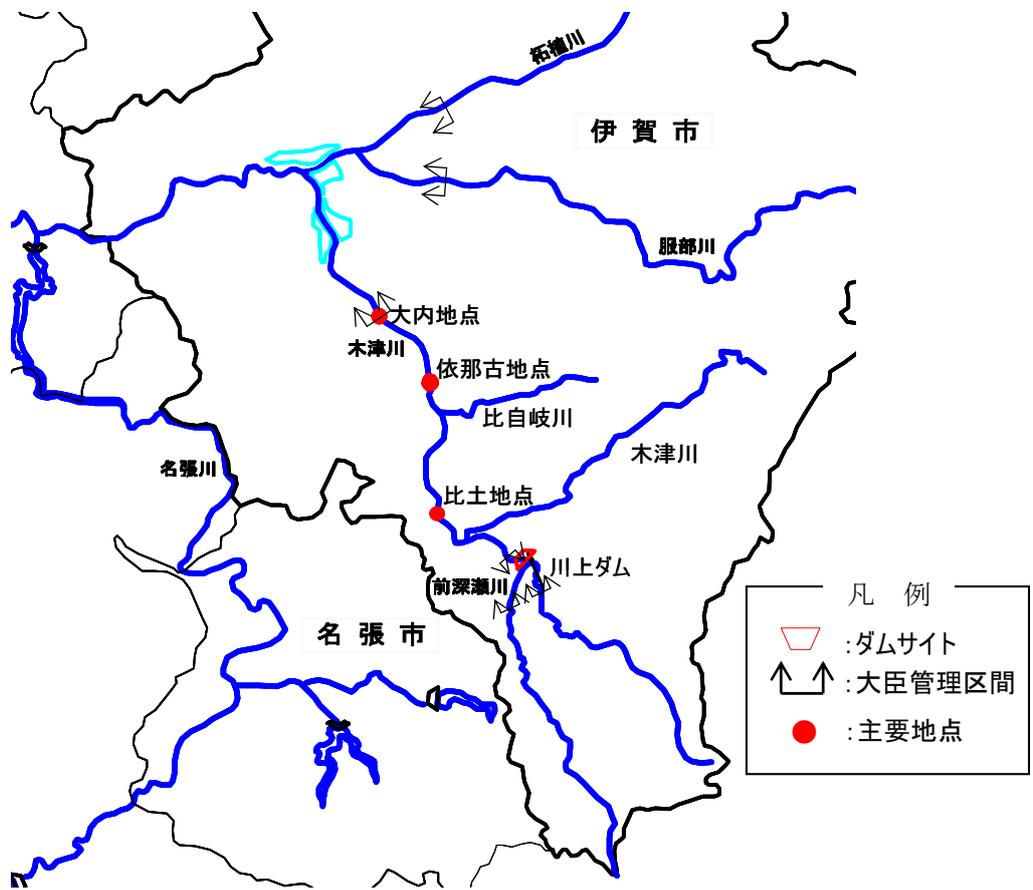 柘植川
伊賀市
服部川
大内地点
木津川
依那古地点
比自岐川
木津川
名張川
比土地点
川上ダム
前深瀬川
名張市
凡 例
:ダムサイト
:大臣管理区間
:主要地点